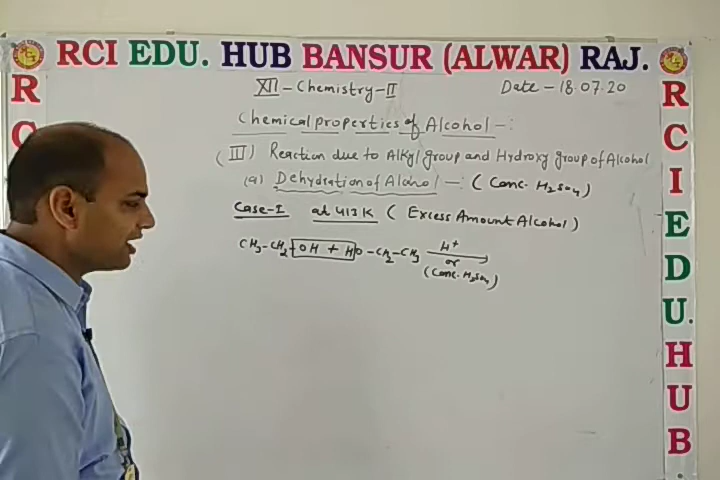 RCI EDU. HUB BANSUR (ALWAR) RAJ.
XII - Chemistry - II
Date - 18.07.20
Chemical properties of Alcohol -:
(III) Reaction due to Alkyl group and Hydroxy group of Alcohol
(a) Dehydration of Alcohol -: (Conc. H2SO4)
Case-I at 413 K (Excess Amount Alcohol)
CH3-CH2-OH + HO-CH2-CH3 H+
or
(Conc. H2SO4)
R
C
R
C
I
E
D
U.
H
U
B